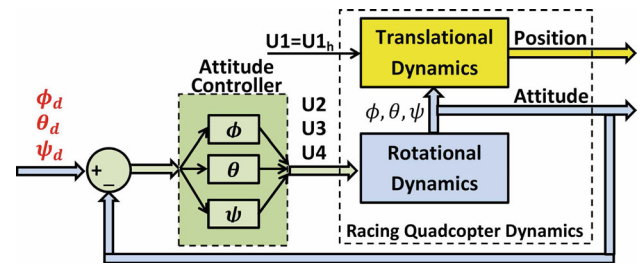 U1=U1h
Translational
Dynamics
Position
Attitude
Controller
ϕd
θd
ψd
+
−
ϕ
θ
ψ
U2
U3
U4
ϕ, θ, ψ
Attitude
Rotational
Dynamics
Racing Quadcopter Dynamics